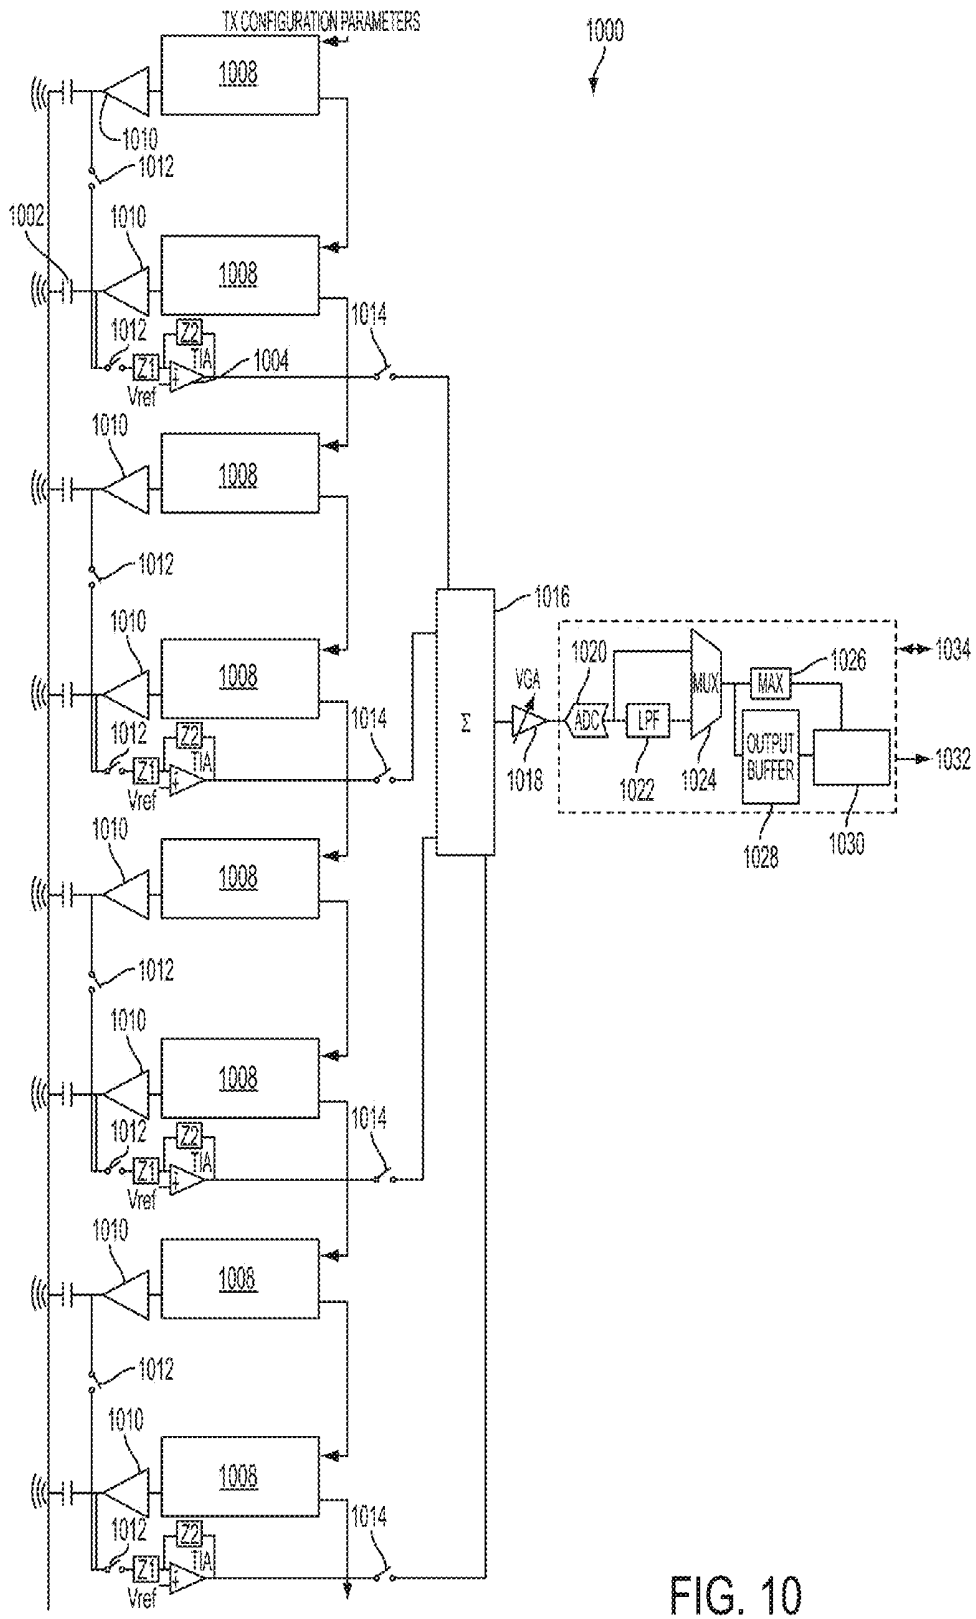 TX CONFIGURATION PARAMETERS
1000
1008
1010
1012
1002
1010
1008
1012
1014
Z2
Z1
TIA
1004
Vref
1010
1008
1012
1010
1008
1012
1014
Z2
Z1
TIA
Vref
1016
Σ
VGA
1018
1020
ADC
LPF
1022
MUX
1024
MAX
1026
OUTPUT
BUFFER
1028
1030
1034
1032
1010
1008
1012
1010
1008
1012
1014
Z2
Z1
TIA
Vref
1010
1008
1012
1010
1008
1012
1014
Z2
Z1
TIA
Vref
FIG. 10